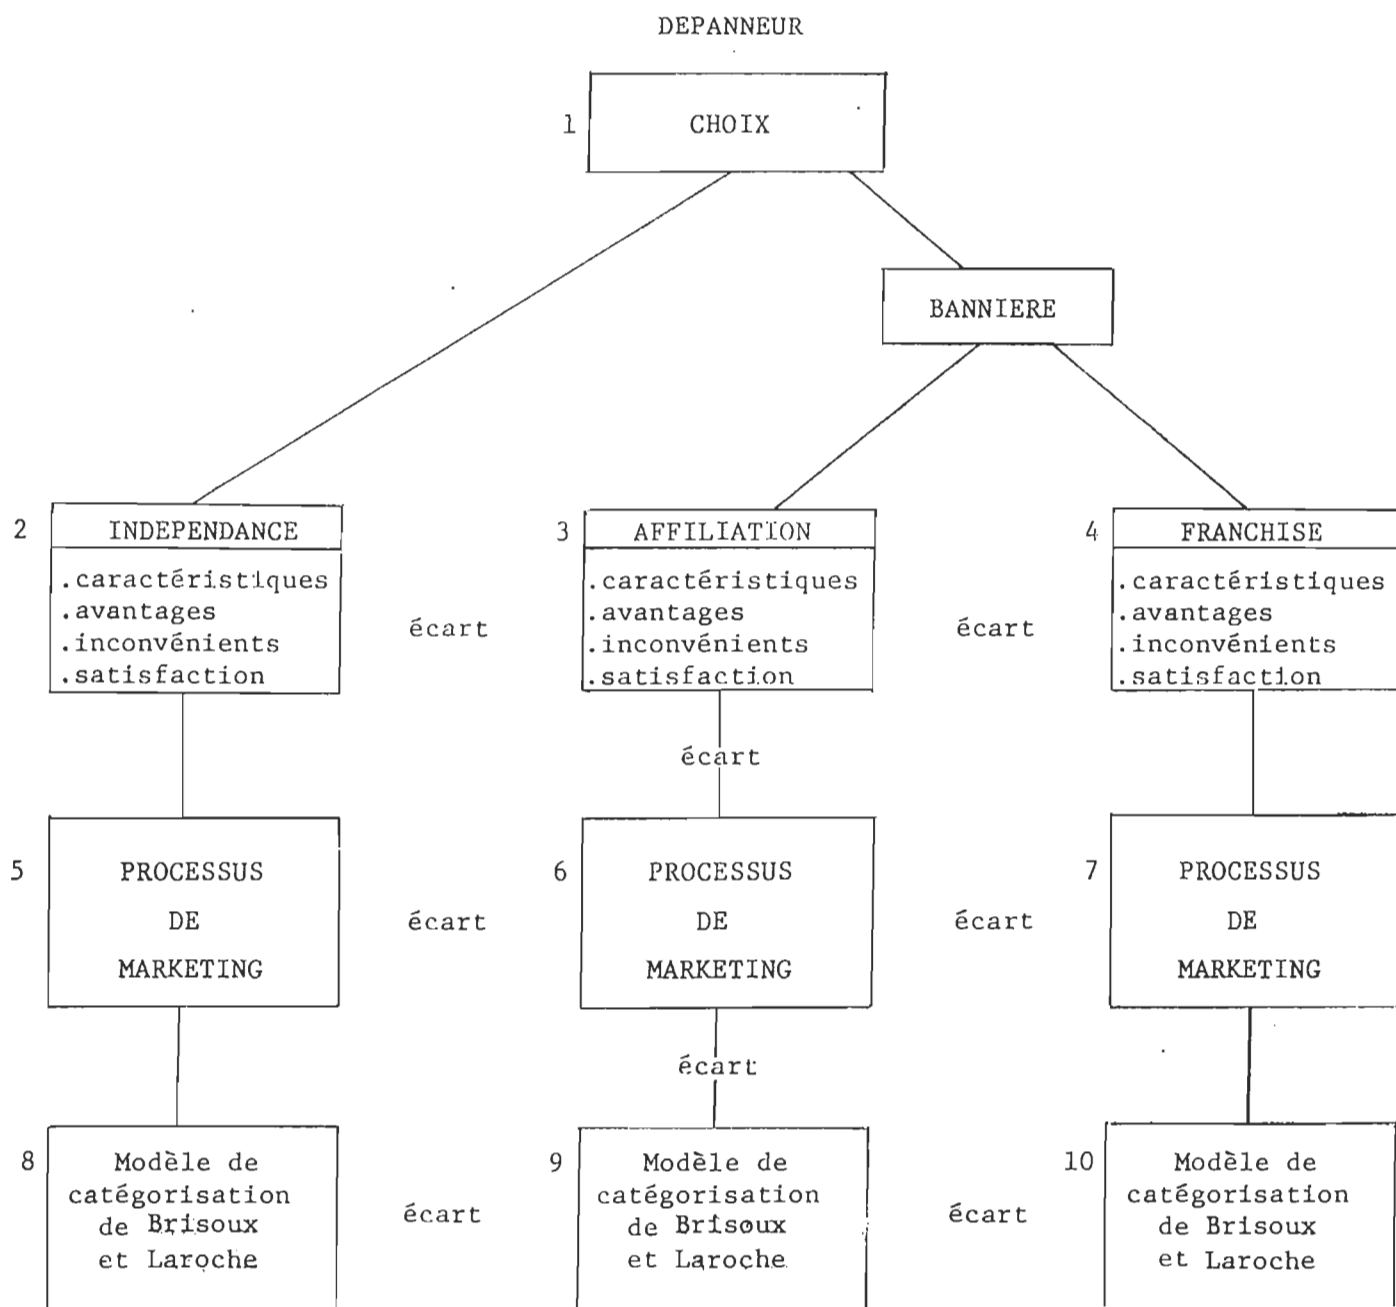 DEPANNEUR
1 CHOIX
BANNIERE
2 INDEPENDANCE
.caractéristiques
.avantages
.inconvénients
.satisfaction
écart
3 AFFILIATION
.caractéristiques
.avantages
.inconvénients
.satisfaction
écart
4 FRANCHISE
.caractéristiques
.avantages
.inconvénients
.satisfaction
écart
5 PROCESSUS
DE
MARKETING
écart
6 PROCESSUS
DE
MARKETING
écart
7 PROCESSUS
DE
MARKETING
écart
8 Modèle de
catégorisation
de Brisoux
et Laroche
écart
9 Modèle de
catégorisation
de Brisoux
et Laroche
écart
10 Modèle de
catégorisation
de Brisoux
et Laroche